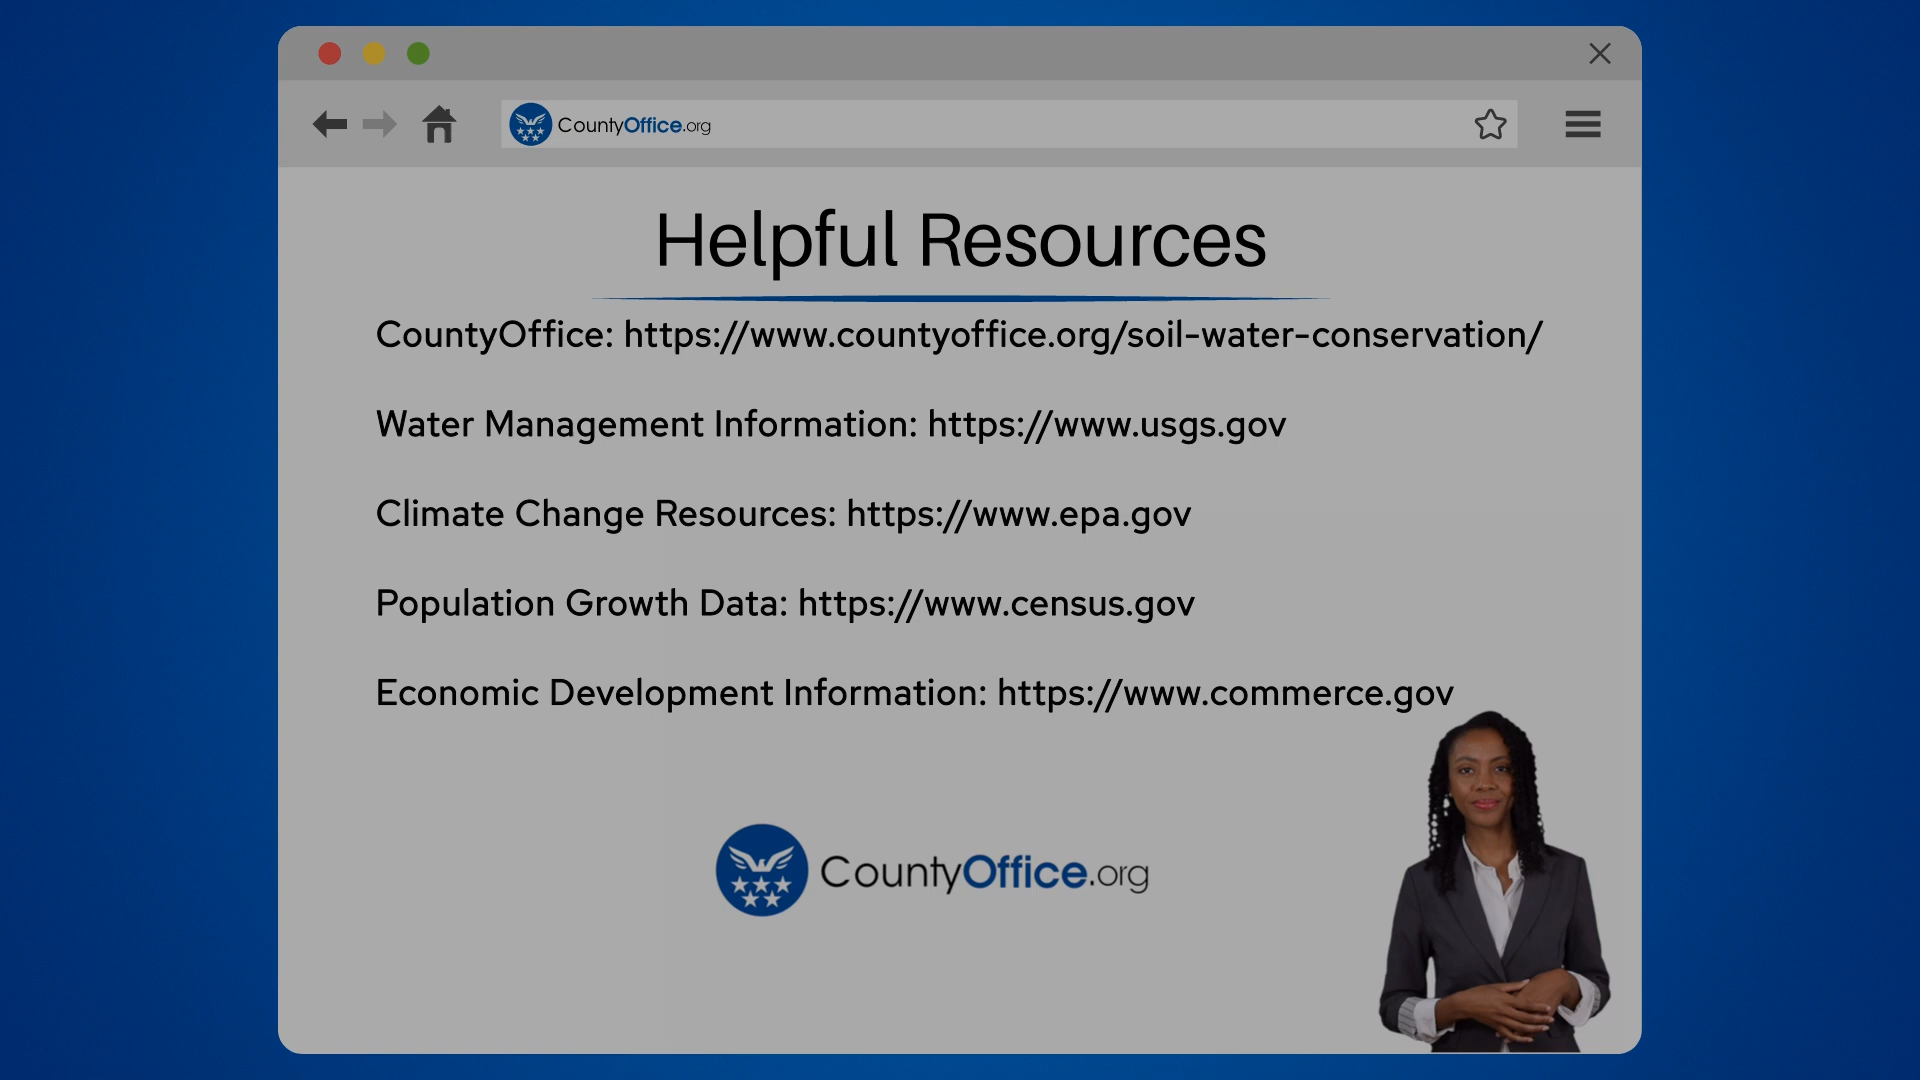 CountyOffice.org
Helpful Resources
CountyOffice: https://www.countyoffice.org/soil-water-conservation/
Water Management Information: https://www.usgs.gov
Climate Change Resources: https://www.epa.gov
Population Growth Data: https://www.census.gov
Economic Development Information: https://www.commerce.gov
CountyOffice.org